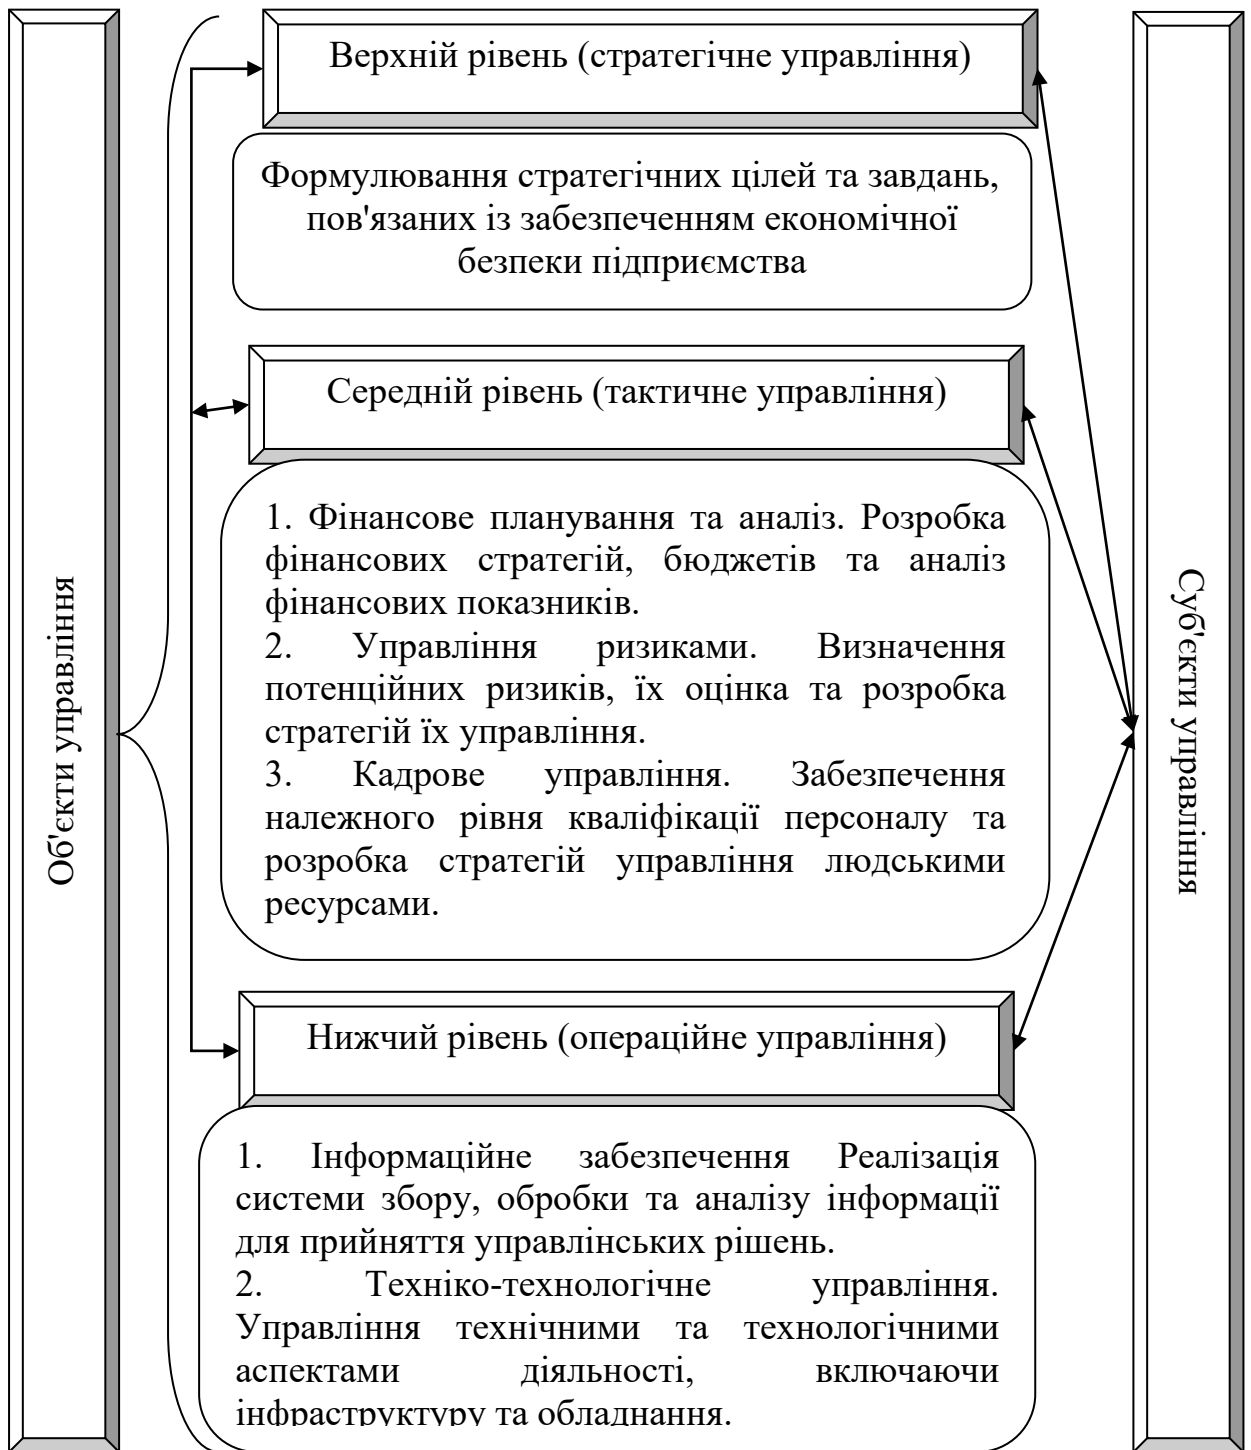 Об'єкти управління
Верхній рівень (стратегічне управління)
Формулювання стратегічних цілей та завдань,
пов'язаних із забезпеченням економічної
безпеки підприємства
Середній рівень (тактичне управління)
1. Фінансове планування та аналіз. Розробка
фінансових стратегій, бюджетів та аналіз
фінансових показників.
2. Управління ризиками. Визначення
потенційних ризиків, їх оцінка та розробка
стратегій їх управління.
3. Кадрове управління. Забезпечення
належного рівня кваліфікації персоналу та
розробка стратегій управління людськими
ресурсами.
Нижчий рівень (операційне управління)
1. Інформаційне забезпечення Реалізація
системи збору, обробки та аналізу інформації
для прийняття управлінських рішень.
2. Техніко-технологічне управління.
Управління технічними та технологічними
аспектами діяльності, включаючи
інфраструктуру та обладнання.
Суб'єкти управління